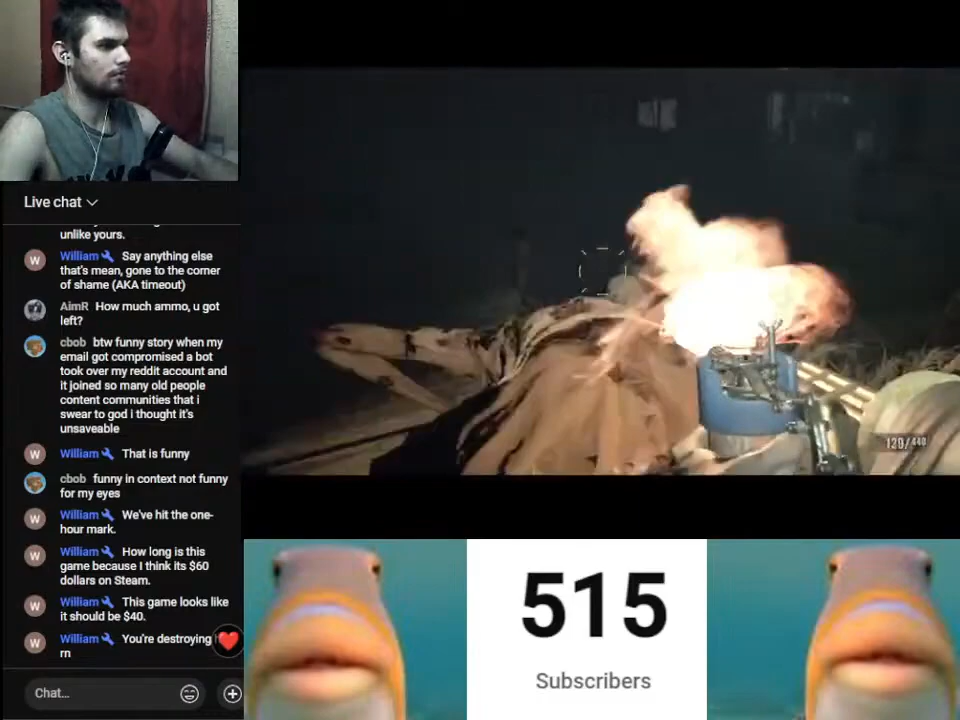 Live chat
unlike yours.
William Say anything else
that's mean, gone to the corner
of shame (AKA timeout)
AimR How much ammo, u got
left?
cbob btw funny story when my
email got compromised a bot
took over my reddit account and
it joined so many old people
content communities that i
swear to god i thought it's
unsaveable
William That is funny
cbob funny in context not funny
for my eyes
William We've hit the one-
hour mark.
William How long is this
game because I think its $60
dollars on Steam.
William This game looks like
it should be $40.
William You're destroying
rn
Chat...
W
W
W
W
W
W
120/440
515
Subscribers